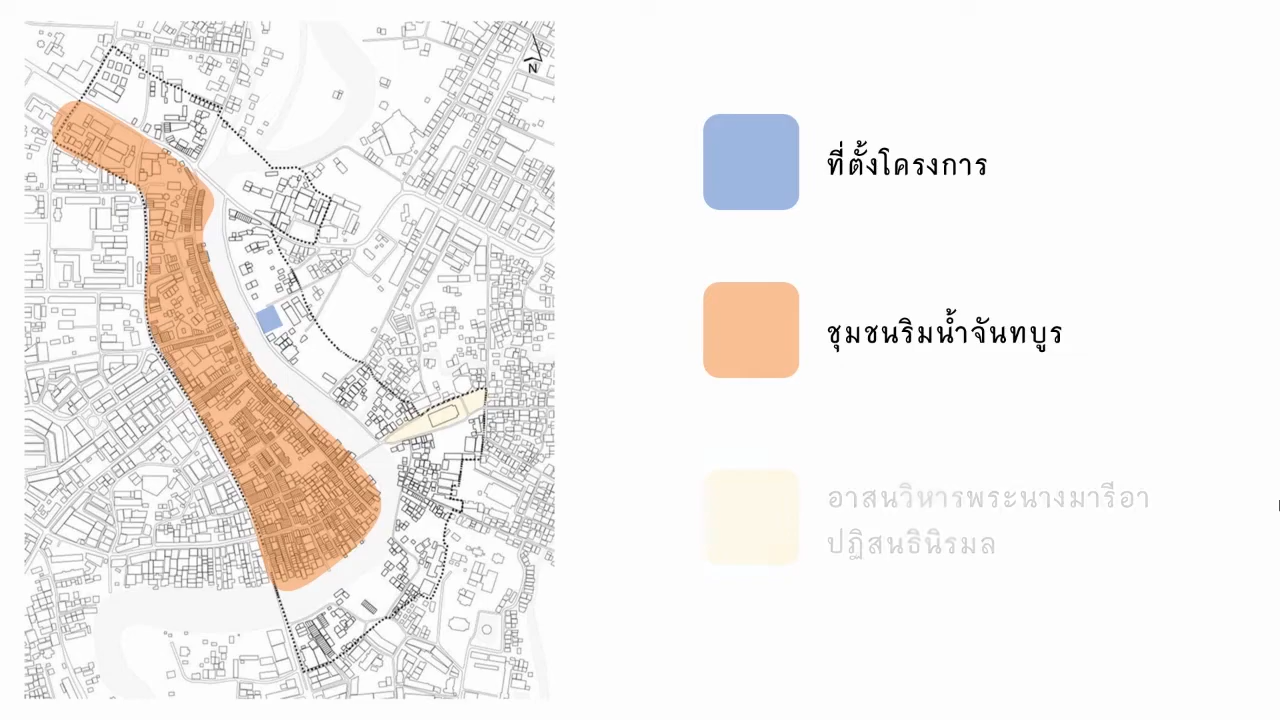 N
ที่ตั้งโครงการ
ชุมชนริมน้ำจันทบูร
อาสนวิหารพระนางมารีอา
ปฏิสนธินิรมล